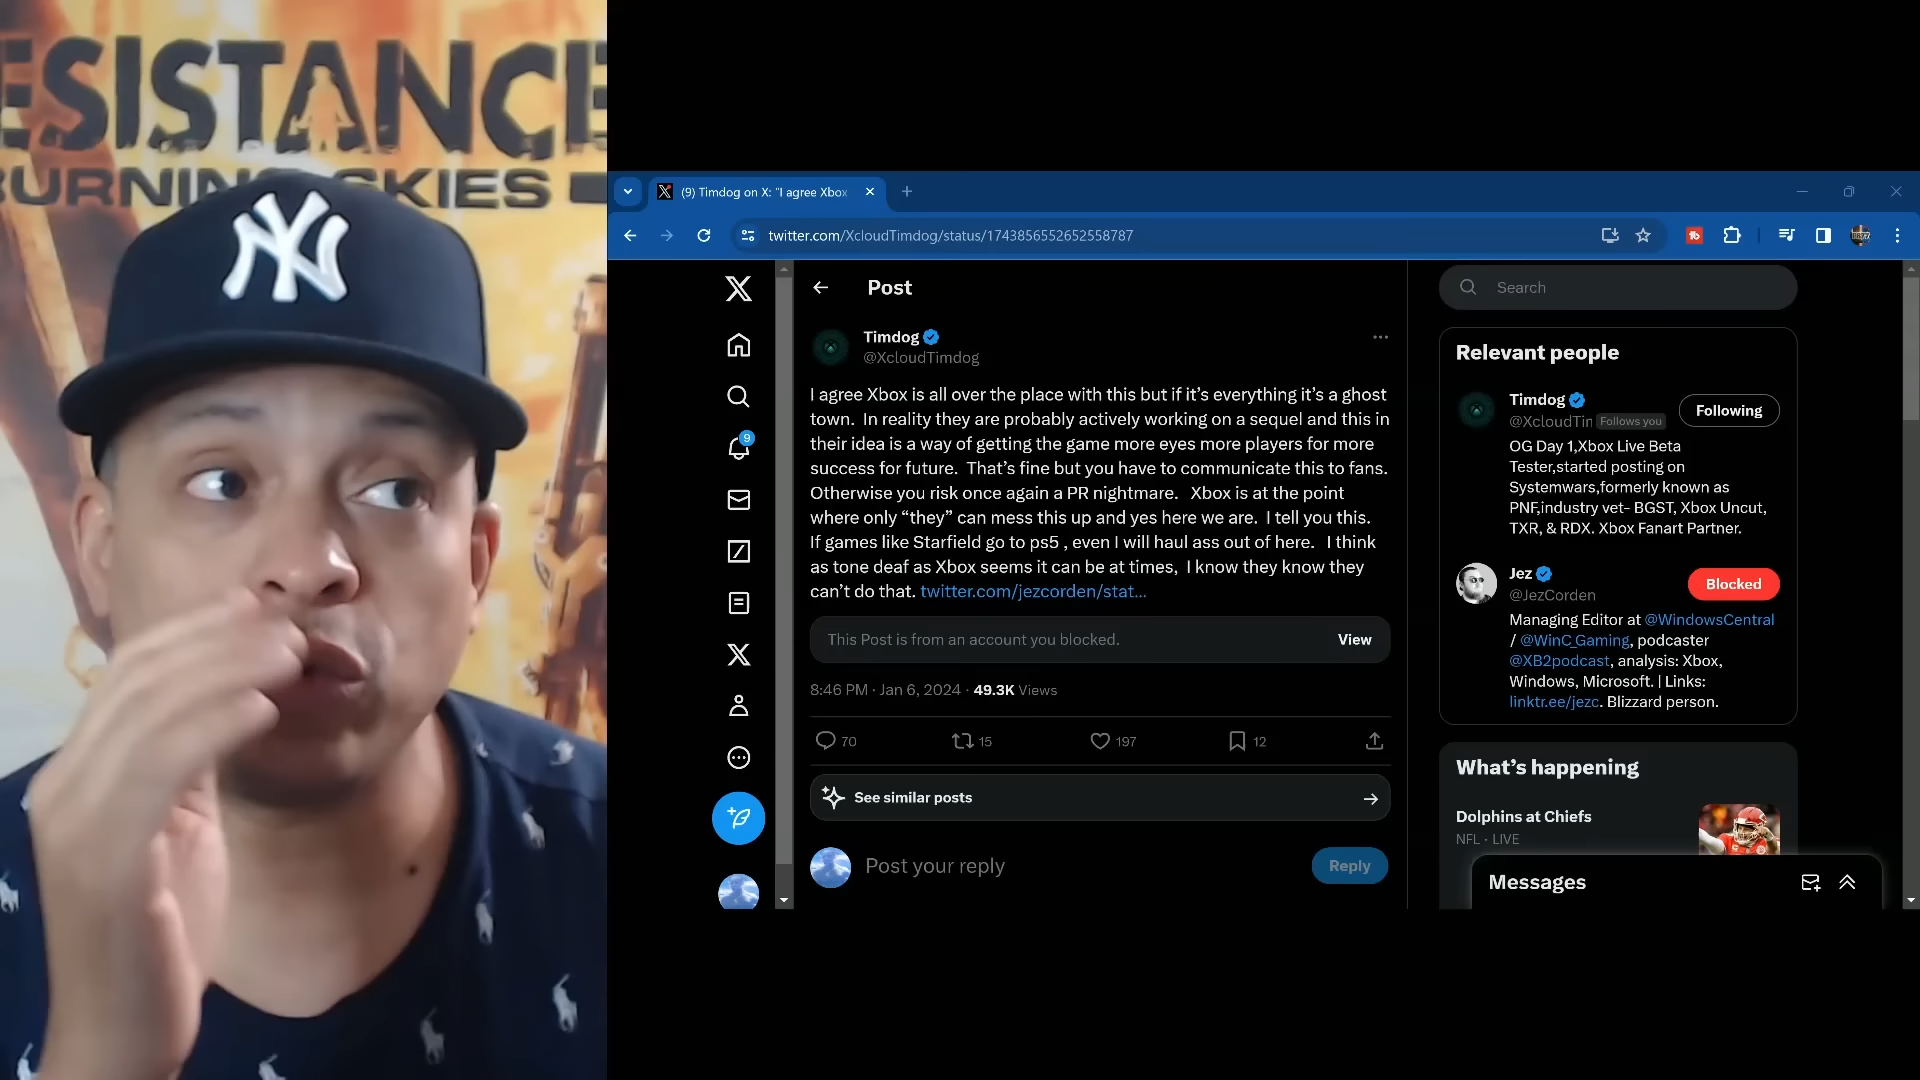 ESISTANCE
BURNING SKIES
NY
(9) Timdog on X: "I agree Xbox
twitter.com/XcloudTimdog/status/1743856552652558787
Post
Timdog
@XcloudTimdog
I agree Xbox is all over the place with this but if it's everything it's a ghost
town. In reality they are probably actively working on a sequel and this in
their idea is a way of getting the game more eyes more players for more
success for future. That's fine but you have to communicate this to fans.
Otherwise you risk once again a PR nightmare. Xbox is at the point
where only “they” can mess this up and yes here we are. I tell you this.
If games like Starfield go to ps5 , even I will haul ass out of here. I think
as tone deaf as Xbox seems it can be at times, I know they know they
can't do that. twitter.com/jezcorden/stat…
This Post is from an account you blocked.
View
8:46 PM · Jan 6, 2024 · 49.3K Views
70
15
197
12
See similar posts
Post your reply
Reply
9
Search
Relevant people
Timdog
@XcloudTin Follows you
Following
OG Day 1,Xbox Live Beta
Tester,started posting on
Systemwars,formerly known as
PNF,industry vet- BGST, Xbox Uncut,
TXR, & RDX. Xbox Fanart Partner.
Jez
@JezCorden
Blocked
Managing Editor at @WindowsCentral
/ @WinC_Gaming, podcaster
@XB2podcast, analysis: Xbox,
Windows, Microsoft. | Links:
linktr.ee/jezc. Blizzard person.
What's happening
Dolphins at Chiefs
NFL · LIVE
Messages